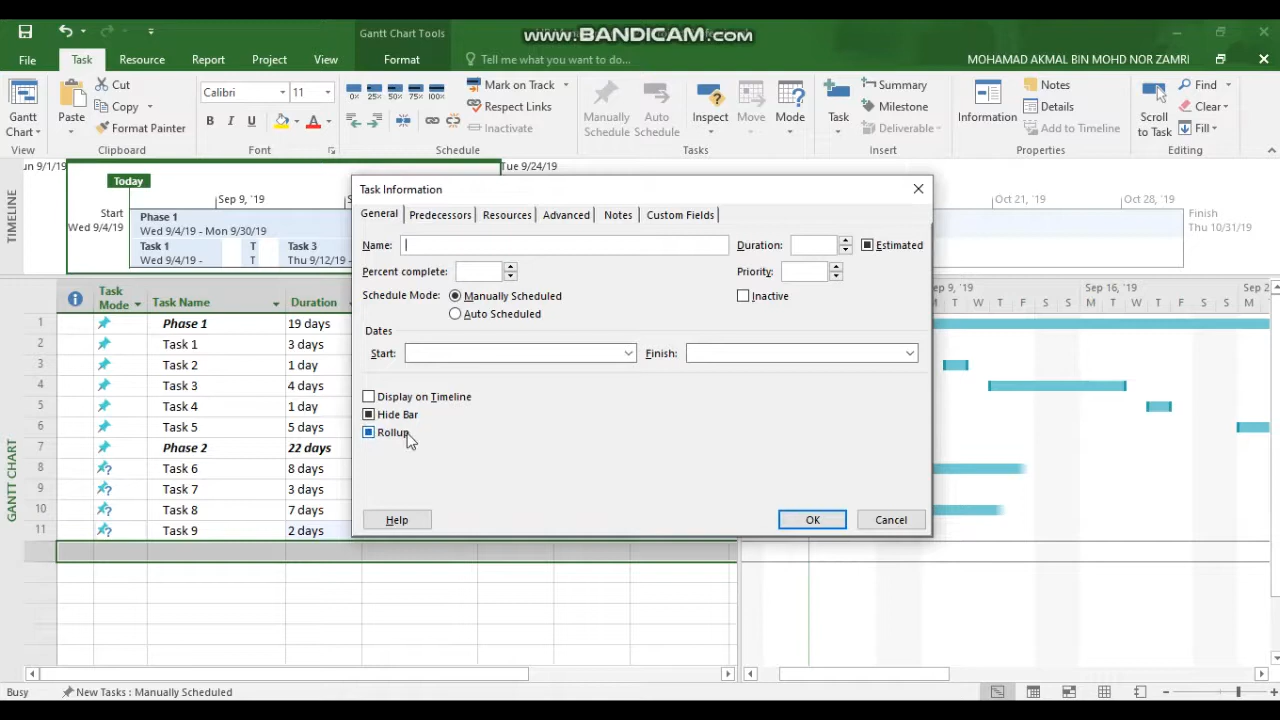 www.BANDICAM.com
Gantt Chart Tools
File Task Resource Report Project View Format Tell me what you want to do... MOHAMAD AKMAL BIN MOHD NOR ZAMRI
Gantt Chart
View
Paste
Cut
Copy
Format Painter
Clipboard
Calibri 11
B I U A
Font
0% 25% 50% 75% 100%
Mark on Track
Respect Links
Inactivate
Schedule
Manually Schedule
Auto Schedule
Inspect
Move
Mode
Tasks
Task
Summary
Milestone
Deliverable
Insert
Information
Notes
Details
Add to Timeline
Properties
Scroll to Task
Find
Clear
Fill
Editing
TIMELINE
un 9/1/19
Tue 9/24/19
Today
Sep 9, '19
S
Oct 21, '19
Oct 28, '19
Start
Wed 9/4/19
Phase 1
Wed 9/4/19 - Mon 9/30/19
Task 1
Wed 9/4/19 -
T
T
Task 3
Thu 9/12/19 -
Finish
Thu 10/31/19
Task Information
General Predecessors Resources Advanced Notes Custom Fields
Name: Duration: Estimated
Percent complete: Priority:
Schedule Mode: Manually Scheduled Inactive
Auto Scheduled
Dates
Start: Finish:
Display on Timeline
Hide Bar
Rollup
Help OK Cancel
GANTT CHART
Task Mode Task Name Duration
1 Phase 1 19 days
2 Task 1 3 days
3 Task 2 1 day
4 Task 3 4 days
5 Task 4 1 day
6 Task 5 5 days
7 Phase 2 22 days
8 Task 6 8 days
9 Task 7 3 days
10 Task 8 7 days
11 Task 9 2 days
ep 9, '19 Sep 16, '19 Sep 2
M T W T F S S M T W T F S S M
Busy New Tasks : Manually Scheduled